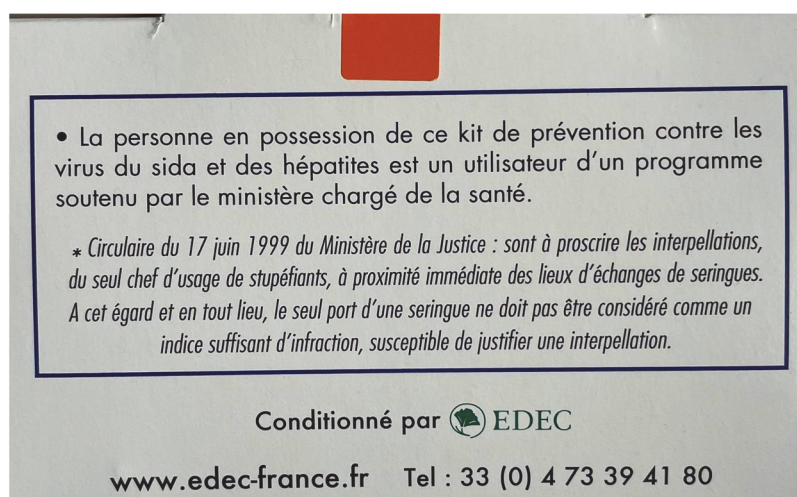 • La personne en possession de ce kit de prévention contre les
virus du sida et des hépatites est un utilisateur d'un programme
soutenu par le ministère chargé de la santé.
* Circulaire du 17 juin 1999 du Ministère de la Justice : sont à proscrire les interpellations,
du seul chef d'usage de stupéfiants, à proximité immédiate des lieux d'échanges de seringues.
A cet égard et en tout lieu, le seul port d'une seringue ne doit pas être considéré comme un
indice suffisant d'infraction, susceptible de justifier une interpellation.
Conditionné par EDEC
www.edec-france.fr Tel : 33 (0) 4 73 39 41 80